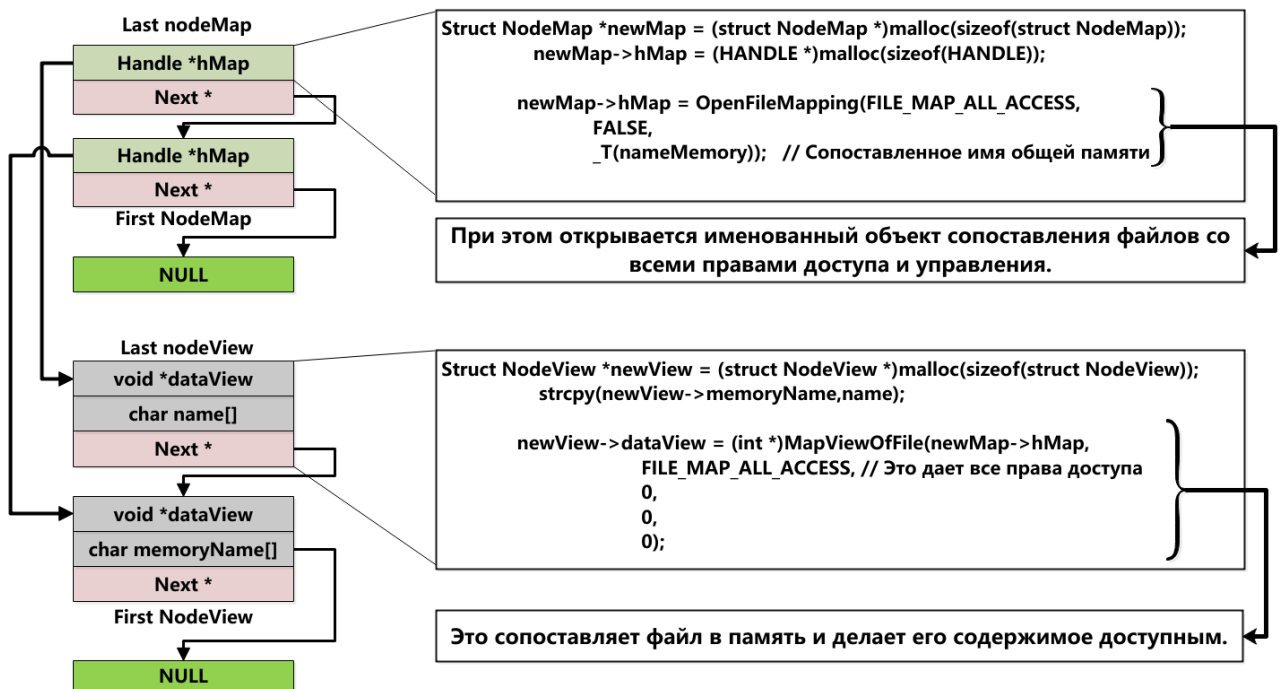 Last nodeMap
Handle *hMap
Next *
Handle *hMap
Next *
First NodeMap
NULL
Struct NodeMap *newMap = (struct NodeMap *)malloc(sizeof(struct NodeMap));
newMap->hMap = (HANDLE *)malloc(sizeof(HANDLE));
newMap->hMap = OpenFileMapping(FILE_MAP_ALL_ACCESS,
FALSE,
_T(nameMemory)); // Сопоставленное имя общей памяти
При этом открывается именованный объект сопоставления файлов со
всеми правами доступа и управления.
Last nodeView
void *dataView
char name[]
Next *
void *dataView
char memoryName[]
Next *
First NodeView
NULL
Struct NodeView *newView = (struct NodeView *)malloc(sizeof(struct NodeView));
strcpy(newView->memoryName,name);
newView->dataView = (int *)MapViewOfFile(newMap->hMap,
FILE_MAP_ALL_ACCESS, // Это дает все права доступа
0,
0,
0);
Это сопоставляет файл в память и делает его содержимое доступным.